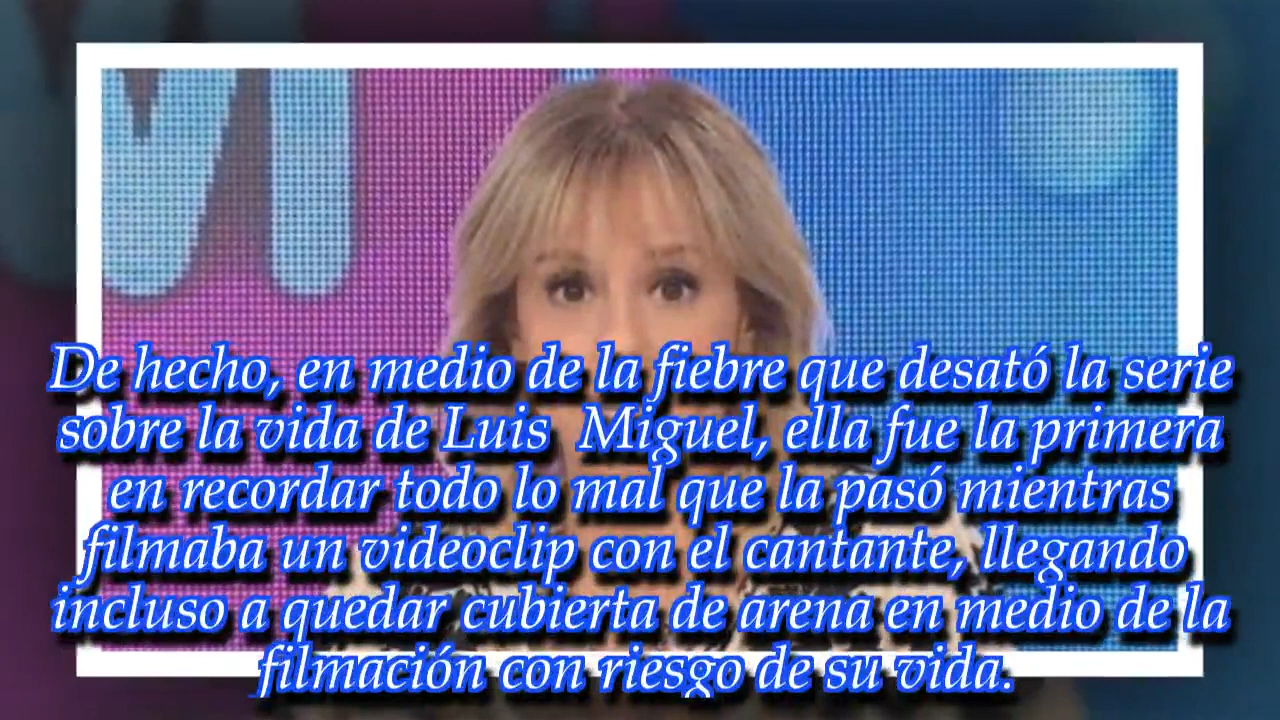 De hecho, en medio de la fiebre que desató la serie
sobre la vida de Luis Miguel, ella fue la primera
en recordar todo lo mal que la pasó mientras
filmaba un videoclip con el cantante, llegando
incluso a quedar cubierta de arena en medio de la
filmación con riesgo de su vida.